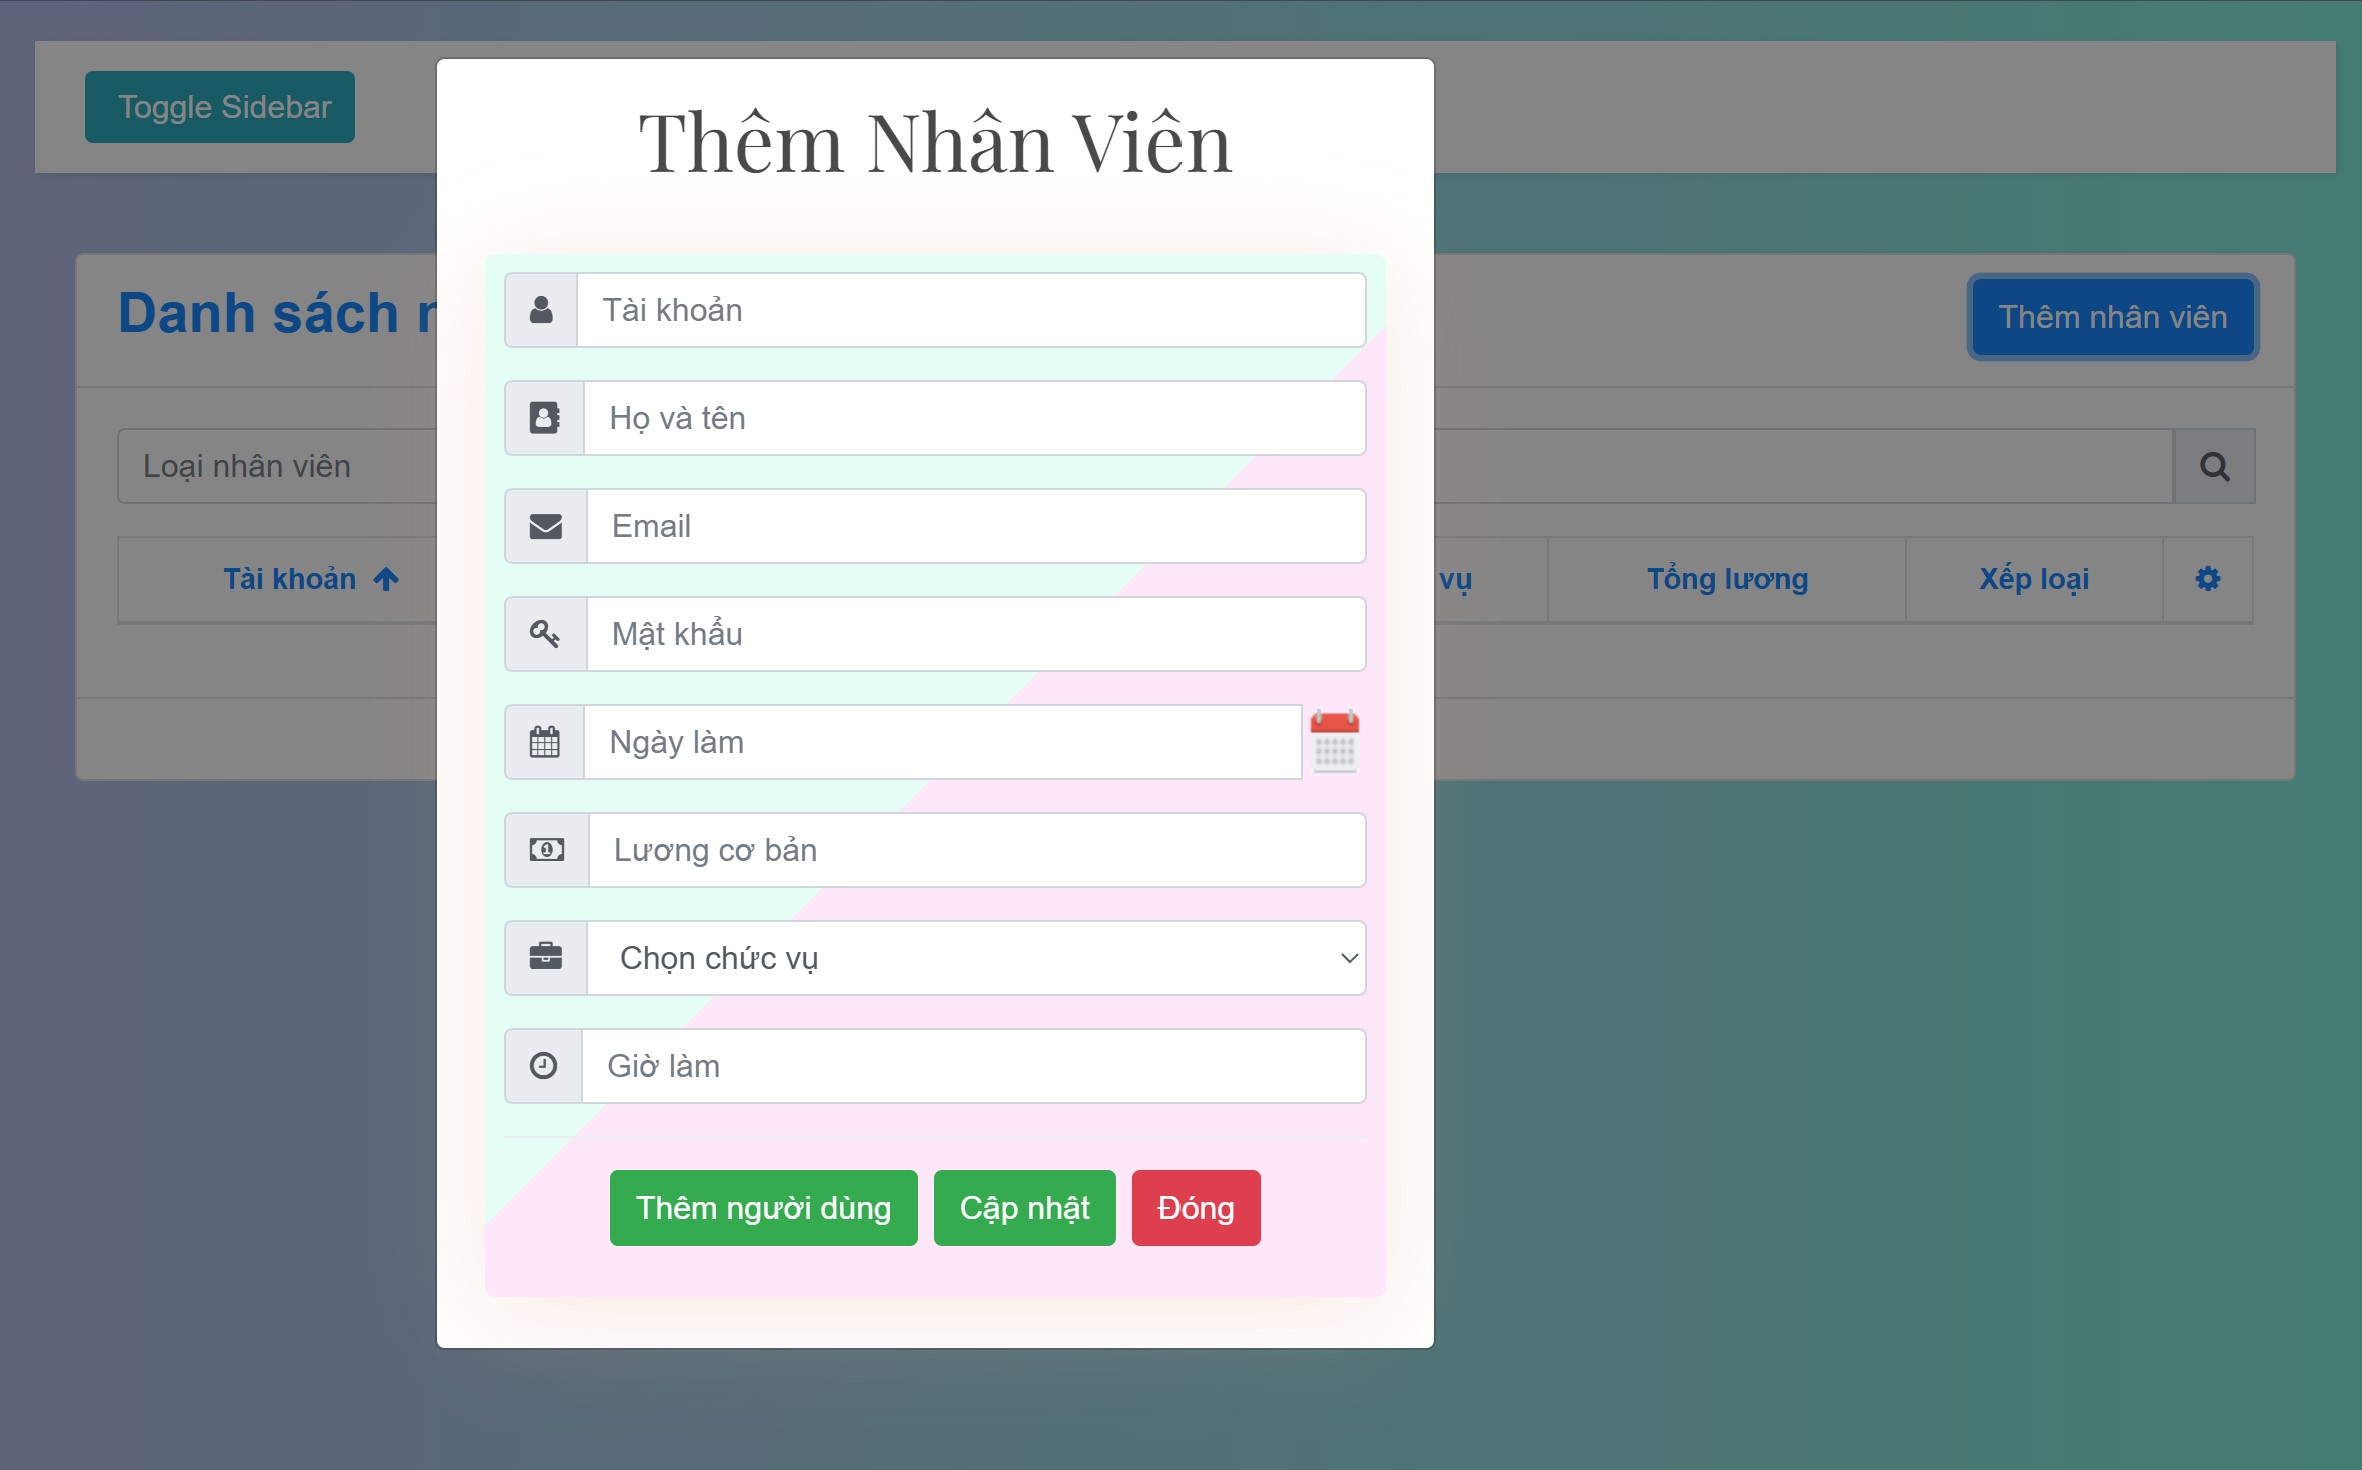 Toggle Sidebar
Thêm Nhân Viên
Danh sách
Thêm nhân viên
Loại nhân viên
Tài khoản
vụ
Tổng lương
Xếp loại
Tài khoản
Họ và tên
Email
Mật khẩu
Ngày làm
Lương cơ bản
Chọn chức vụ
Giờ làm
Thêm người dùng
Cập nhật
Đóng